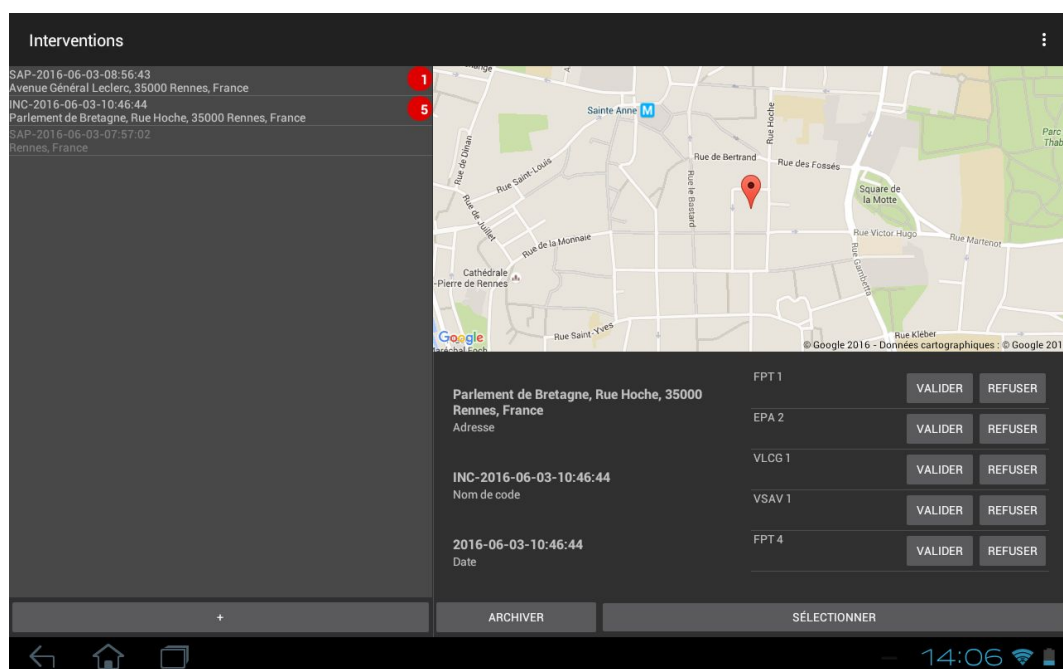 Interventions
SAP-2016-06-03-08:56:43
Avenue Général Leclerc, 35000 Rennes, France
1
INC-2016-06-03-10:46:44
Parlement de Bretagne, Rue Hoche, 35000 Rennes, France
5
SAP-2016-06-03-07:57:02
Rennes, France
+
Sainte Anne M
Rue Hoche
Parc
Thab
Rue de Dinan
Rue de Bertrand
Rue des Fossés
Rue Saint-Louis
Rue le Bastard
Square de
la Motte
Rue de Juillet
Rue Victor Hugo
Rue Martenot
Rue de la Monnaie
Rue Gambetta
Cathédrale
-Pierre de Rennes
Rue Saint-Yves
Rue Kléber
Google
© Google 2016 - Données cartographiques : © Google 201
Parlement de Bretagne, Rue Hoche, 35000
Rennes, France
Adresse
INC-2016-06-03-10:46:44
Nom de code
2016-06-03-10:46:44
Date
FPT 1
VALIDER REFUSER
EPA 2
VALIDER REFUSER
VLCG 1
VALIDER REFUSER
VSAV 1
VALIDER REFUSER
FPT 4
VALIDER REFUSER
ARCHIVER
SÉLECTIONNER
14:06